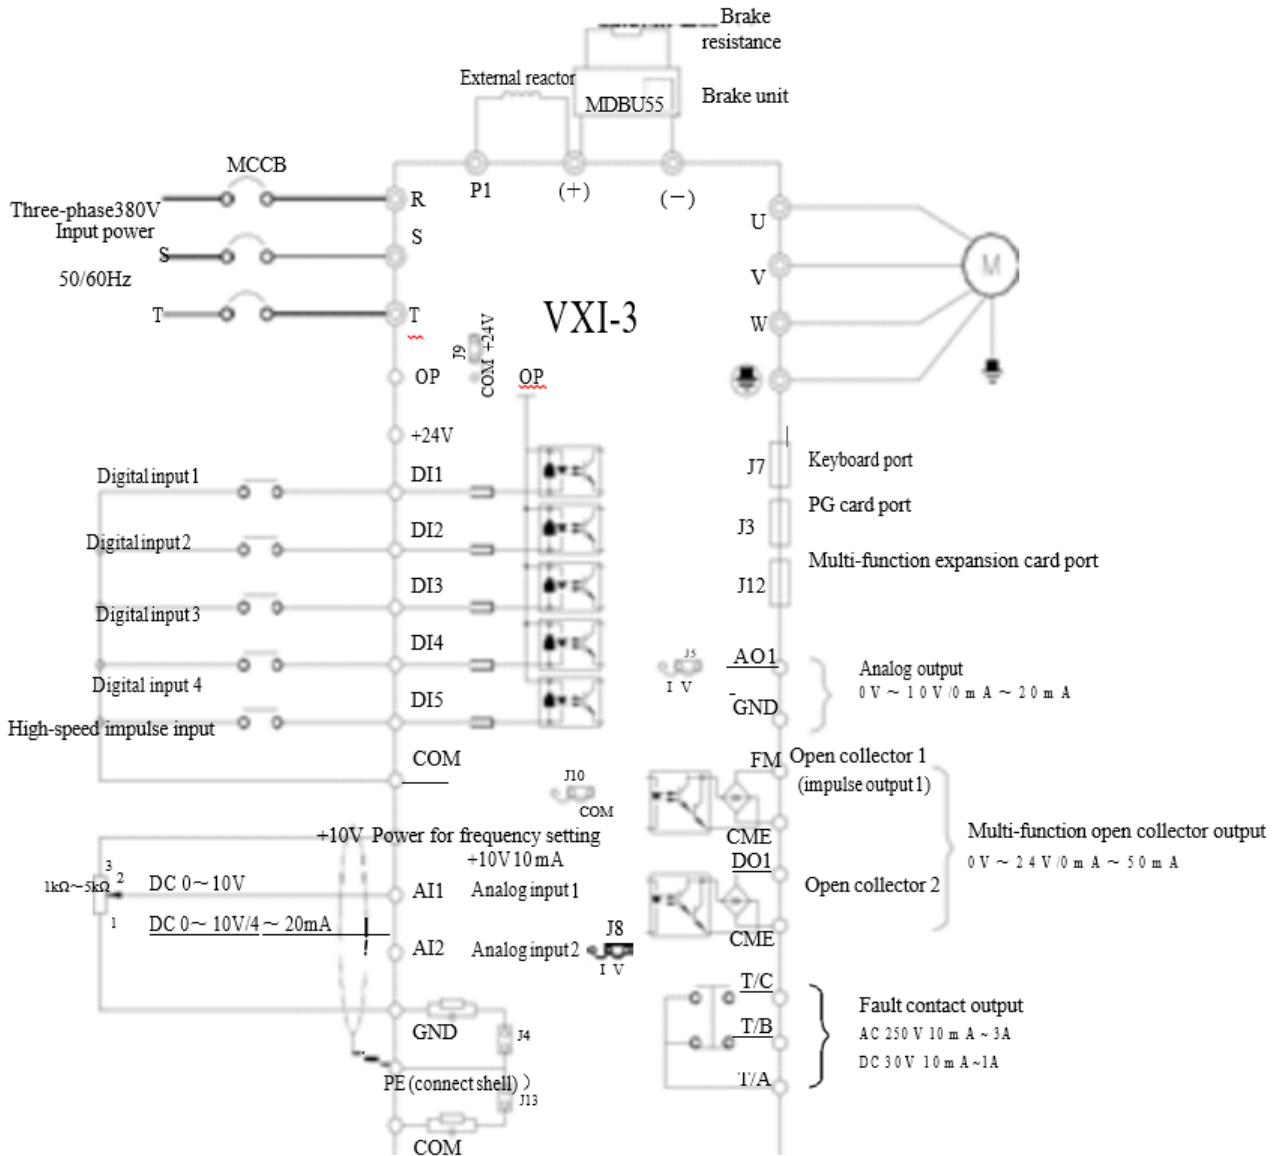 Brake
resistance
External reactor
MDBU55
Brake unit
MCCB
P1
(+)
(−)
R
Three-phase380V
Input power
S
S
50/60Hz
T
T
U
V
W
M
VXI-3
J9
COM +24V
OP
OP
+24V
Digital input 1
DI1
Digital input 2
DI2
Digital input 3
DI3
Digital input 4
DI4
High-speed impulse input
DI5
COM
J7
Keyboard port
J3
PG card port
J12
Multi-function expansion card port
J5
I V
AO1
GND
Analog output
0V～10V/0mA～20mA
J10
COM
FM
Open collector 1
(impulse output1)
CME
DO1
Open collector 2
CME
Multi-function open collector output
0V～24V/0mA～50mA
+10V Power for frequency setting
+10V 10mA
3
2
1kΩ～5kΩ
1
DC 0～10V
AI1
Analog input1
DC 0～10V/4～20mA
AI2
Analog input2
J8
I V
GND
J4
PE (connect shell)）
J13
COM
T/C
T/B
T/A
Fault contact output
AC 250V 10mA~3A
DC 30V 10mA~1A